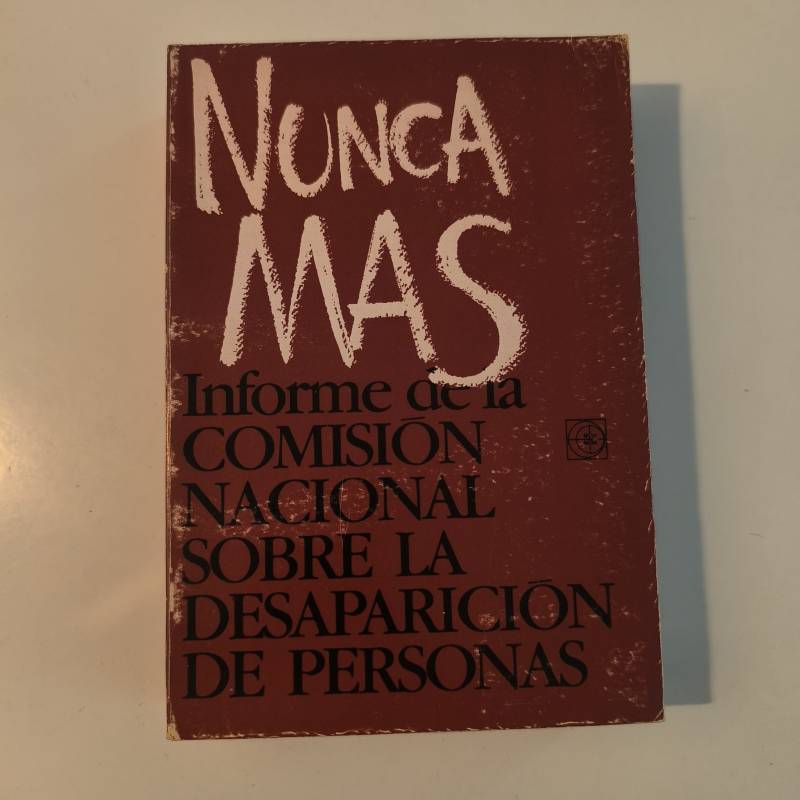 NUNCA
MAS
Informe de la
COMISIÓN
NACIONAL
SOBRE LA
DESAPARICIÓN
DE PERSONAS